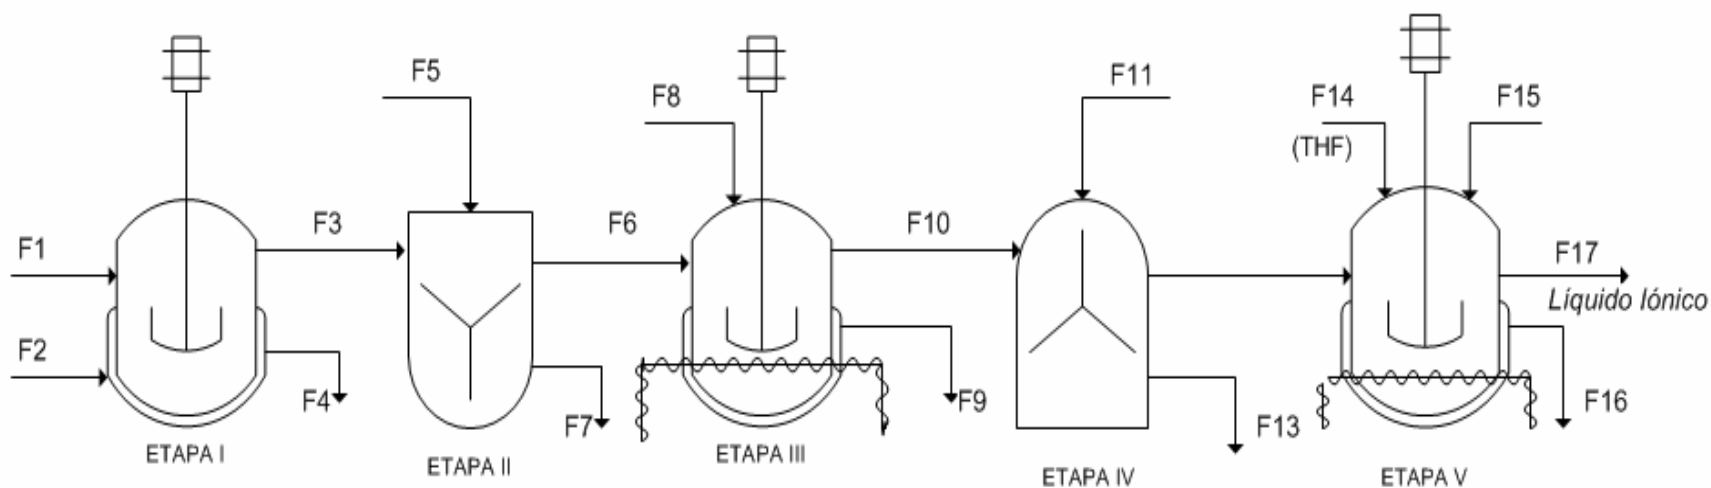 F5
F11
F8
F14
(THF)
F15
F1
F3
F6
F10
F17
Líquido Iónico
F2
F4
F7
F9
F13
F16
ETAPA I
ETAPA II
ETAPA III
ETAPA IV
ETAPA V